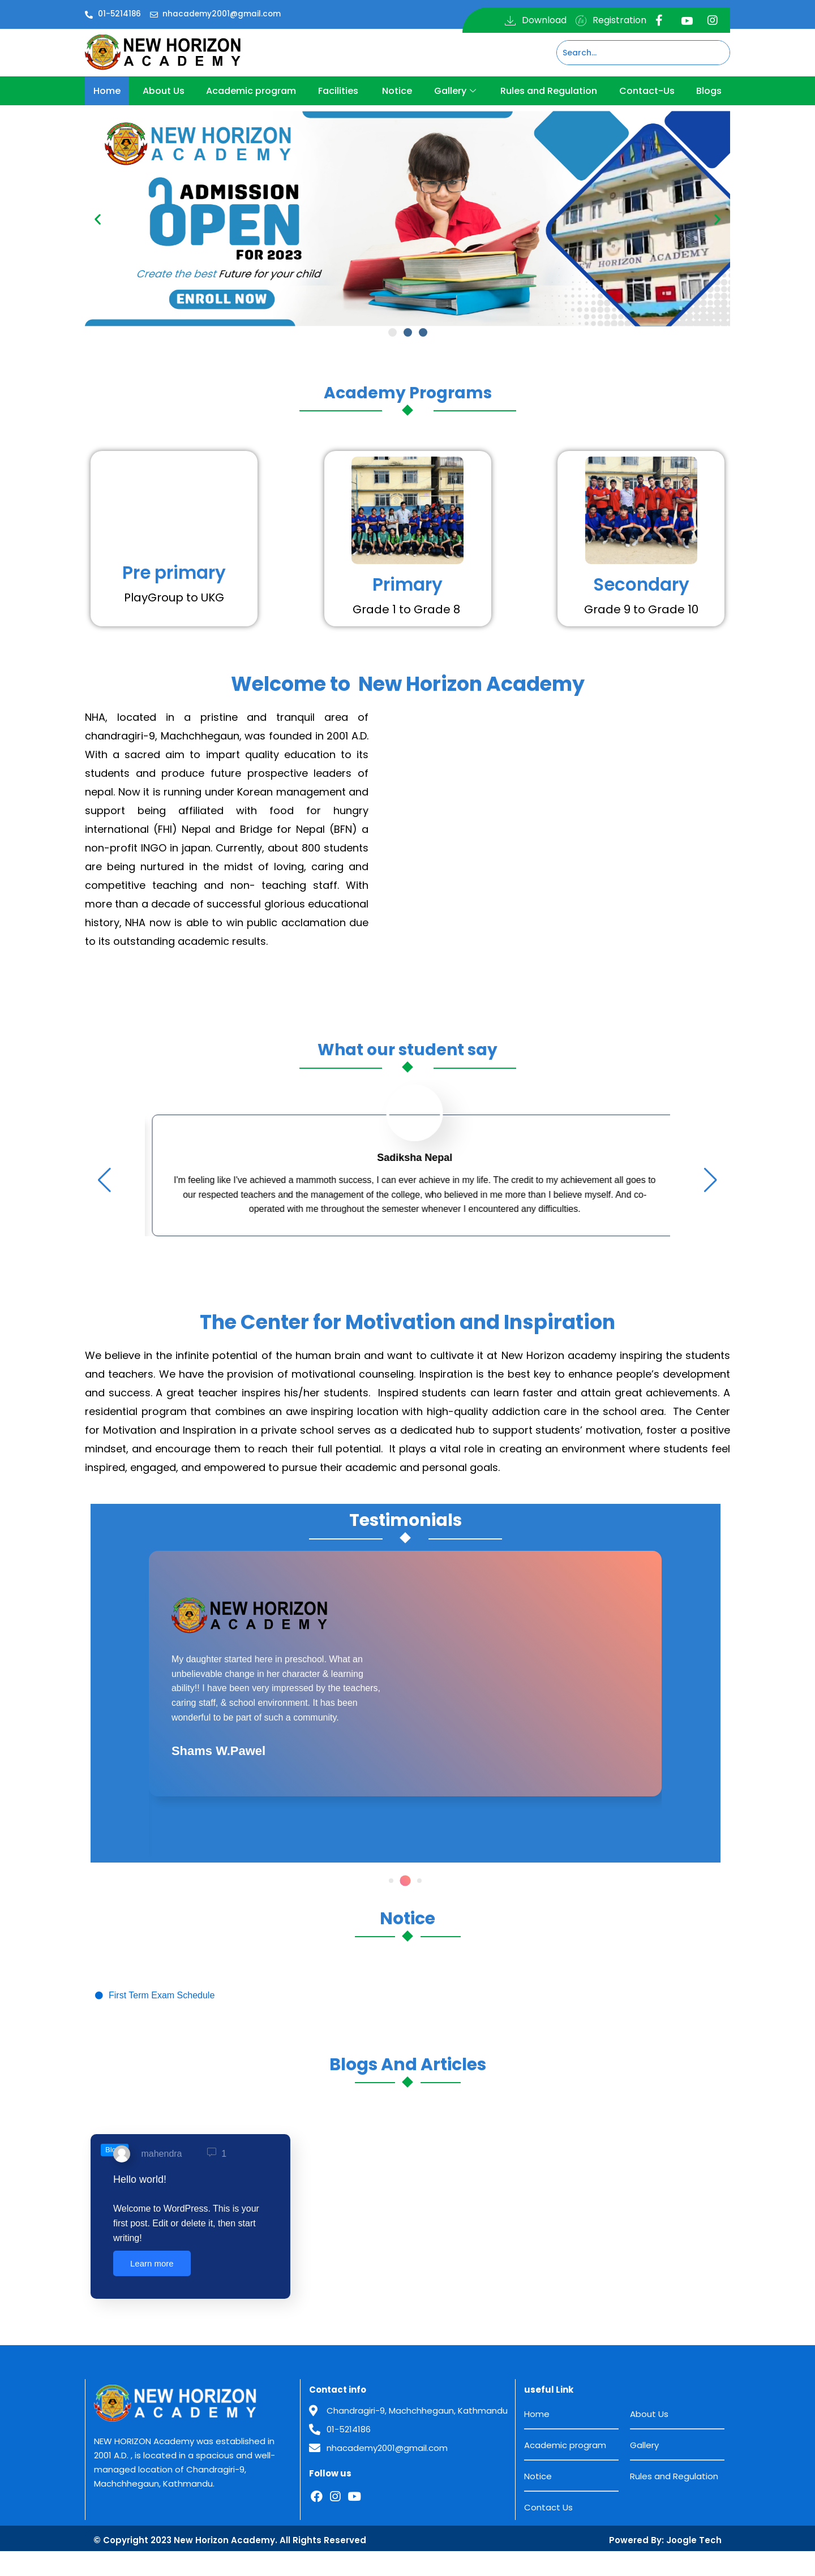 01-5214186 nhacademy2001@gmail.com
Download Registration
NEW HORIZON
ACADEMY
Search...
Home About Us Academic program Facilities Notice Gallery Rules and Regulation Contact-Us Blogs
NEW HORIZON
ACADEMY
ADMISSION
OPEN
FOR 2023
Create the best Future for your child
ENROLL NOW
HORIZON ACADEMY
Academy Programs
Pre primary
PlayGroup to UKG
Primary
Grade 1 to Grade 8
Secondary
Grade 9 to Grade 10
Welcome to New Horizon Academy
NHA, located in a pristine and tranquil area of
chandragiri-9, Machchhegaun, was founded in 2001 A.D.
With a sacred aim to impart quality education to its
students and produce future prospective leaders of
nepal. Now it is running under Korean management and
support being affiliated with food for hungry
international (FHI) Nepal and Bridge for Nepal (BFN) a
non-profit INGO in japan. Currently, about 800 students
are being nurtured in the midst of loving, caring and
competitive teaching and non- teaching staff. With
more than a decade of successful glorious educational
history, NHA now is able to win public acclamation due
to its outstanding academic results.
What our student say
Sadiksha Nepal
I'm feeling like I've achieved a mammoth success, I can ever achieve in my life. The credit to my achievement all goes to
our respected teachers and the management of the college, who believed in me more than I believe myself. And co-
operated with me throughout the semester whenever I encountered any difficulties.
The Center for Motivation and Inspiration
We believe in the infinite potential of the human brain and want to cultivate it at New Horizon academy inspiring the students
and teachers. We have the provision of motivational counseling. Inspiration is the best key to enhance people's development
and success. A great teacher inspires his/her students. Inspired students can learn faster and attain great achievements. A
residential program that combines an awe inspiring location with high-quality addiction care in the school area. The Center
for Motivation and Inspiration in a private school serves as a dedicated hub to support students' motivation, foster a positive
mindset, and encourage them to reach their full potential. It plays a vital role in creating an environment where students feel
inspired, engaged, and empowered to pursue their academic and personal goals.
Testimonials
NEW HORIZON
ACADEMY
My daughter started here in preschool. What an
unbelievable change in her character & learning
ability!! I have been very impressed by the teachers,
caring staff, & school environment. It has been
wonderful to be part of such a community.
Shams W.Pawel
Notice
First Term Exam Schedule
Blogs And Articles
mahendra 1
Hello world!
Welcome to WordPress. This is your
first post. Edit or delete it, then start
writing!
Learn more
NEW HORIZON
ACADEMY
NEW HORIZON Academy was established in
2001 A.D. , is located in a spacious and well-
managed location of Chandragiri-9,
Machhhegaun, Kathmandu.
Contact info
Chandragiri-9, Machchhegaun, Kathmandu
01-5214186
nhacademy2001@gmail.com
Follow us
useful Link
Home About Us
Academic program Gallery
Notice Rules and Regulation
Contact Us
© Copyright 2023 New Horizon Academy. All Rights Reserved Powered By: Joogle Tech